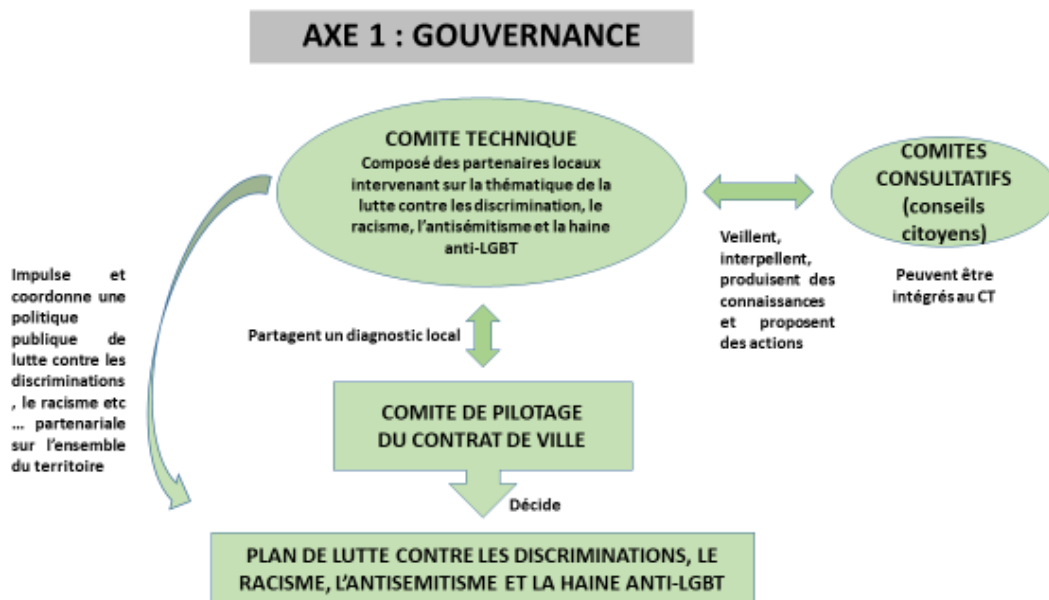 AXE 1 : GOUVERNANCE
COMITE TECHNIQUE
Composé des partenaires locaux
intervenant sur la thématique de la
lutte contre les discrimination, le
racisme, l'antisémitisme et la haine
anti-LGBT
COMITES
CONSULTATIFS
(conseils
citoyens)
Peuvent être
intégrés au CT
Veillent,
interpellent,
produisent des
connaissances
et proposent
des actions
Impulse et
coordonne une
politique
publique de
lutte contre les
discriminations
, le racisme etc
... partenariale
sur l'ensemble
du territoire
Partagent un diagnostic local
COMITE DE PILOTAGE
DU CONTRAT DE VILLE
Décide
PLAN DE LUTTE CONTRE LES DISCRIMINATIONS, LE
RACISME, L'ANTISEMITISME ET LA HAINE ANTI-LGBT